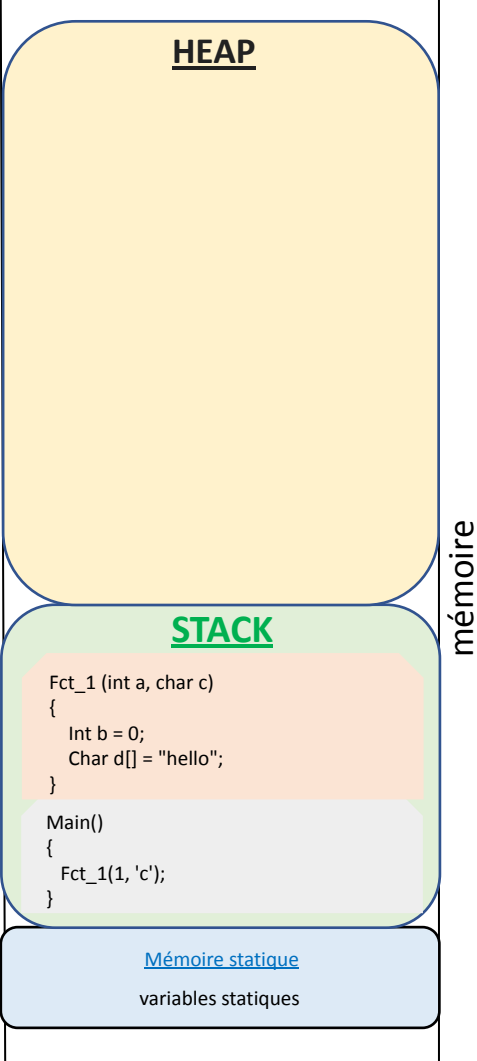 HEAP
mémoire
STACK
Fct_1 (int a, char c)
{
Int b = 0;
Char d[] = "hello";
}
Main()
{
Fct_1(1, 'c');
}
Mémoire statique
variables statiques